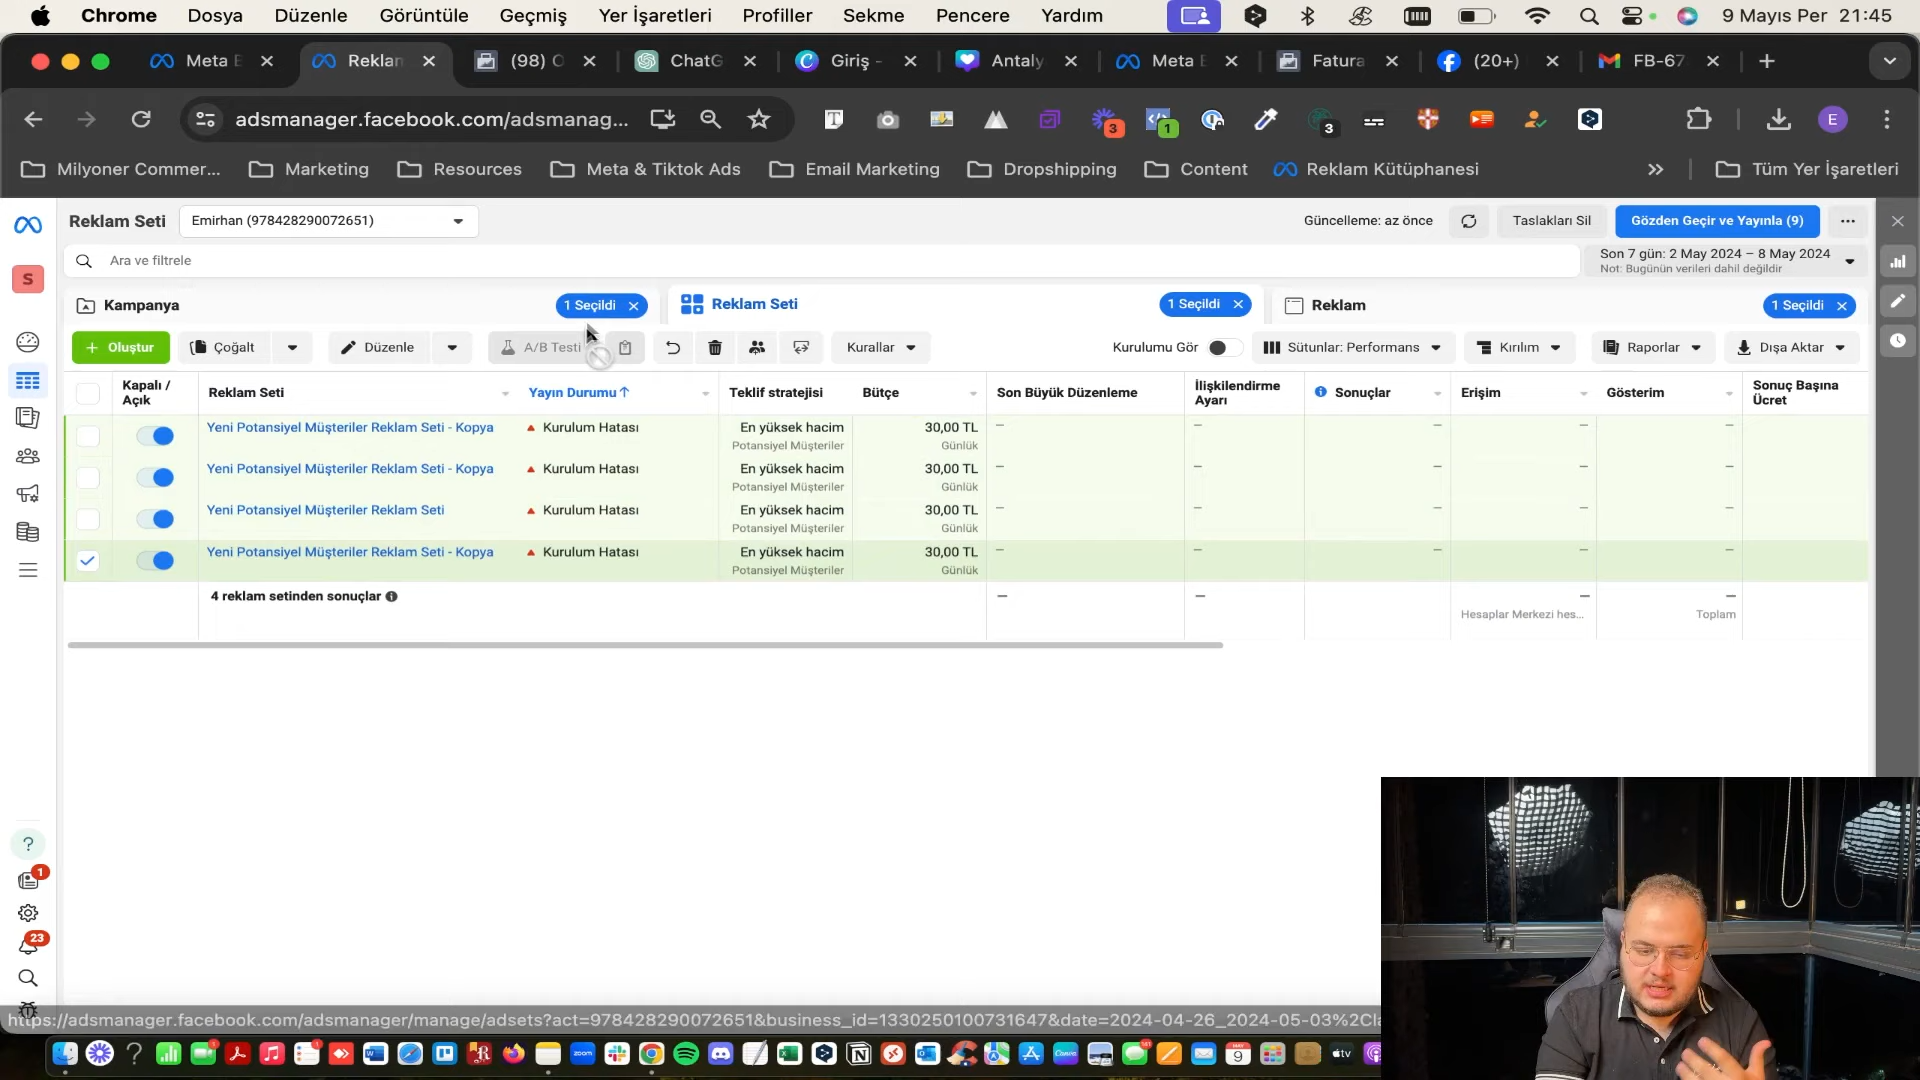 Chrome Dosya Düzenle Görüntüle Geçmiş Yer İşaretleri Profiller Sekme Pencere Yardım 9 Mayıs Per 21:45
Meta E Reklan (98) C ChatG Giriş - Antaly Meta E Fatura (20+) FB-67
adsmanager.facebook.com/adsmanag... 3 1 3 E
Milyoner Commer... Marketing Resources Meta & Tiktok Ads Email Marketing Dropshipping Content Reklam Kütüphanesi » Tüm Yer İşaretleri
Reklam Seti Emirhan (978428290072651) Güncelleme: az önce Taslakları Sil Gözden Geçir ve Yayınla (9)
Ara ve filtrele Son 7 gün: 2 May 2024 – 8 May 2024
Not: Bugünün verileri dahil değildir
S
Kampanya 1 Seçildi Reklam Seti 1 Seçildi Reklam 1 Seçildi
+ Oluştur Çoğalt Düzenle A/B Testi Kurallar Kurulumu Gör Sütunlar: Performans Kırılım Raporlar Dışa Aktar
Kapalı / Açık Reklam Seti Yayın Durumu↑ Teklif stratejisi Bütçe Son Büyük Düzenleme İlişkilendirme Ayarı Sonuçlar Erişim Gösterim Sonuç Başına Ücret
Yeni Potansiyel Müşteriler Reklam Seti - Kopya Kurulum Hatası En yüksek hacim 30,00 TL – – – – –
Potansiyel Müşteriler Günlük
Yeni Potansiyel Müşteriler Reklam Seti - Kopya Kurulum Hatası En yüksek hacim 30,00 TL – – – – –
Potansiyel Müşteriler Günlük
Yeni Potansiyel Müşteriler Reklam Seti Kurulum Hatası En yüksek hacim 30,00 TL – – – – –
Potansiyel Müşteriler Günlük
Yeni Potansiyel Müşteriler Reklam Seti - Kopya Kurulum Hatası En yüksek hacim 30,00 TL – – – – –
Potansiyel Müşteriler Günlük
4 reklam setinden sonuçlar – – – –
Hesaplar Merkezi hes... Toplam
?
1
23
https://adsmanager.facebook.com/adsmanager/manage/adsets?act=978428290072651&business_id=1330250100731647&date=2024-04-26_2024-05-03%2Cla
zoom
Canva
MAY
9
tv